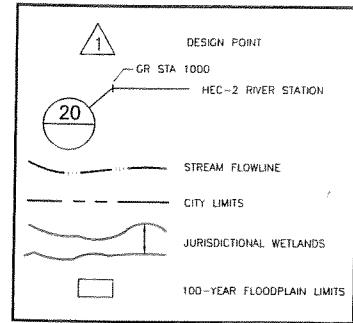 1
DESIGN POINT
GR STA 1000
HEC-2 RIVER STATION
20
STREAM FLOWLINE
CITY LIMITS
JURISDICTIONAL WETLANDS
100-YEAR FLOODPLAIN LIMITS